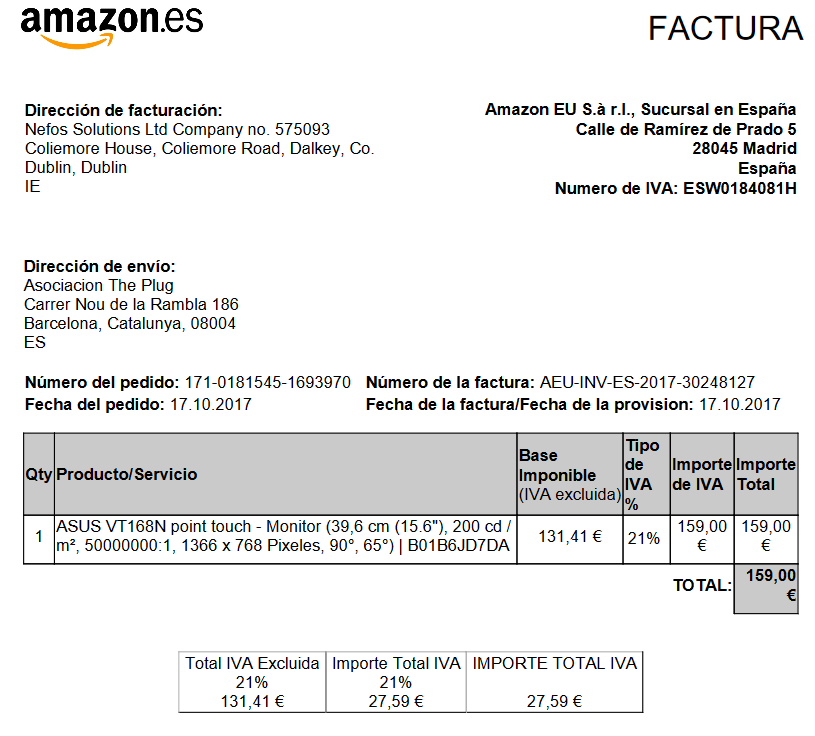 amazon.es
FACTURA
Dirección de facturación:
Nefos Solutions Ltd Company no. 575093
Coliemore House, Coliemore Road, Dalkey, Co.
Dublin, Dublin
IE
Amazon EU S.à r.l., Sucursal en España
Calle de Ramírez de Prado 5
28045 Madrid
España
Numero de IVA: ESW0184081H
Dirección de envío:
Asociacion The Plug
Carrer Nou de la Rambla 186
Barcelona, Catalunya, 08004
ES
Número del pedido: 171-0181545-1693970 Número de la factura: AEU-INV-ES-2017-30248127
Fecha del pedido: 17.10.2017 Fecha de la factura/Fecha de la provision: 17.10.2017
Qty
Producto/Servicio
Base
Imponible
(IVA excluida)
Tipo
de
IVA
%
Importe
de IVA
Importe
Total
1
ASUS VT168N point touch - Monitor (39,6 cm (15.6"), 200 cd /
m², 50000000:1, 1366 x 768 Pixeles, 90°, 65°) | B01B6JD7DA
131,41 €
21%
159,00
€
159,00
€
TOTAL:
159,00
€
Total IVA Excluida
21%
131,41 €
Importe Total IVA
21%
27,59 €
IMPORTE TOTAL IVA
27,59 €